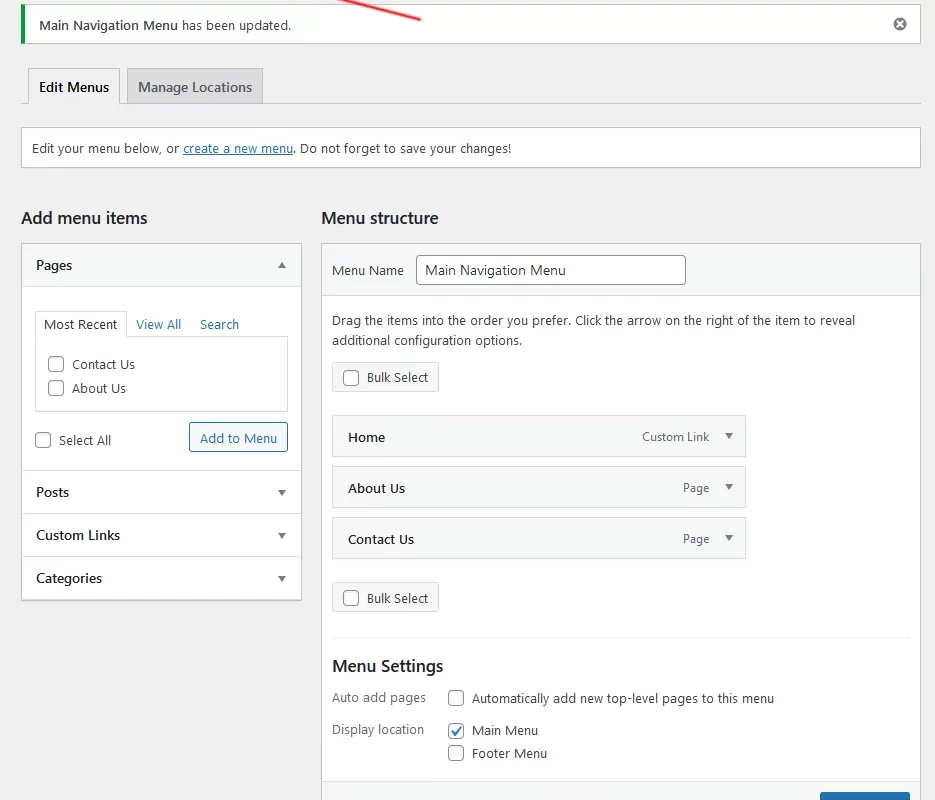 Main Navigation Menu has been updated.
Edit Menus
Manage Locations
Edit your menu below, or create a new menu. Do not forget to save your changes!
Add menu items
Pages
Most Recent
View All
Search
Contact Us
About Us
Select All
Add to Menu
Posts
Custom Links
Categories
Menu structure
Menu Name
Main Navigation Menu
Drag the items into the order you prefer. Click the arrow on the right of the item to reveal
additional configuration options.
Bulk Select
Home
Custom Link
About Us
Page
Contact Us
Page
Bulk Select
Menu Settings
Auto add pages
Automatically add new top-level pages to this menu
Display location
Main Menu
Footer Menu